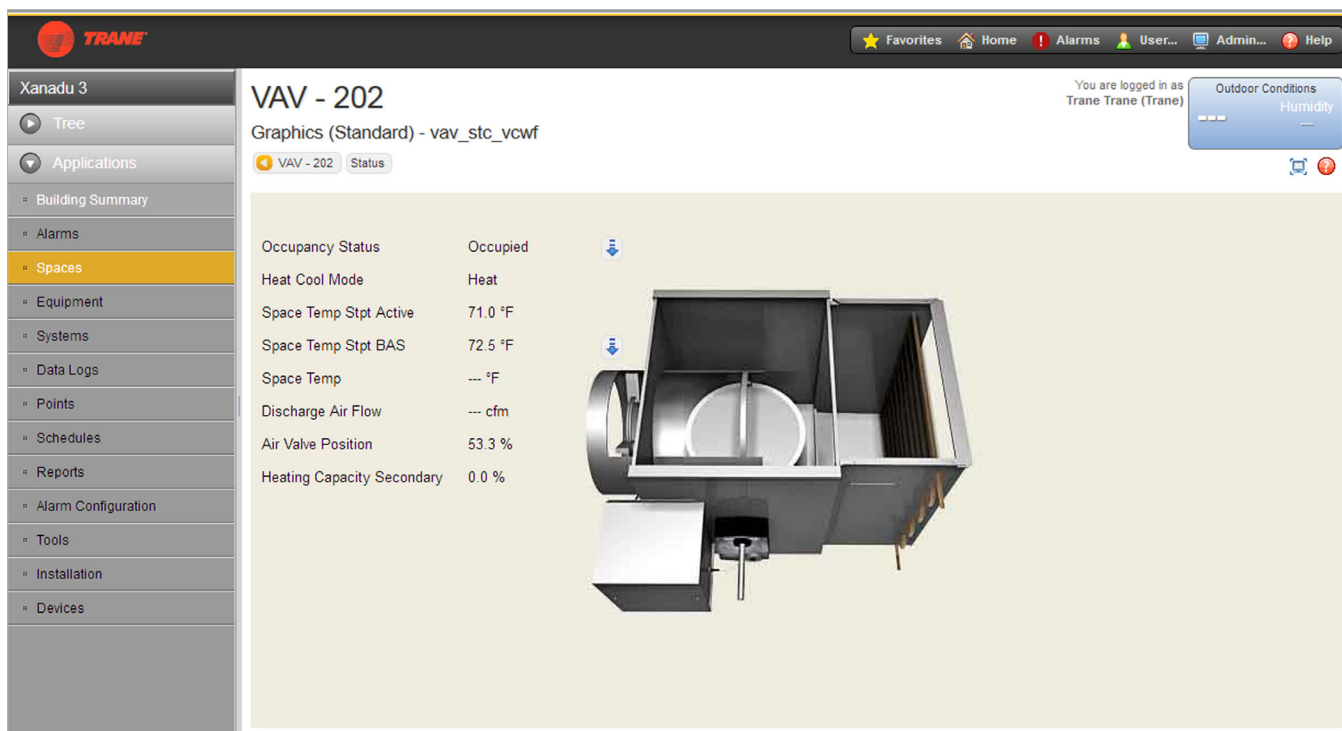 TRANE
Favorites Home Alarms User... Admin... Help
Xanadu 3
Tree
Applications
Building Summary
Alarms
Spaces
Equipment
Systems
Data Logs
Points
Schedules
Reports
Alarm Configuration
Tools
Installation
Devices
VAV - 202
Graphics (Standard) - vav_stc_vcwf
VAV - 202 Status
You are logged in as
Trane Trane (Trane)
Outdoor Conditions
Humidity
--- ---
Occupancy Status Occupied
Heat Cool Mode Heat
Space Temp Stpt Active 71.0 °F
Space Temp Stpt BAS 72.5 °F
Space Temp --- °F
Discharge Air Flow --- cfm
Air Valve Position 53.3 %
Heating Capacity Secondary 0.0 %